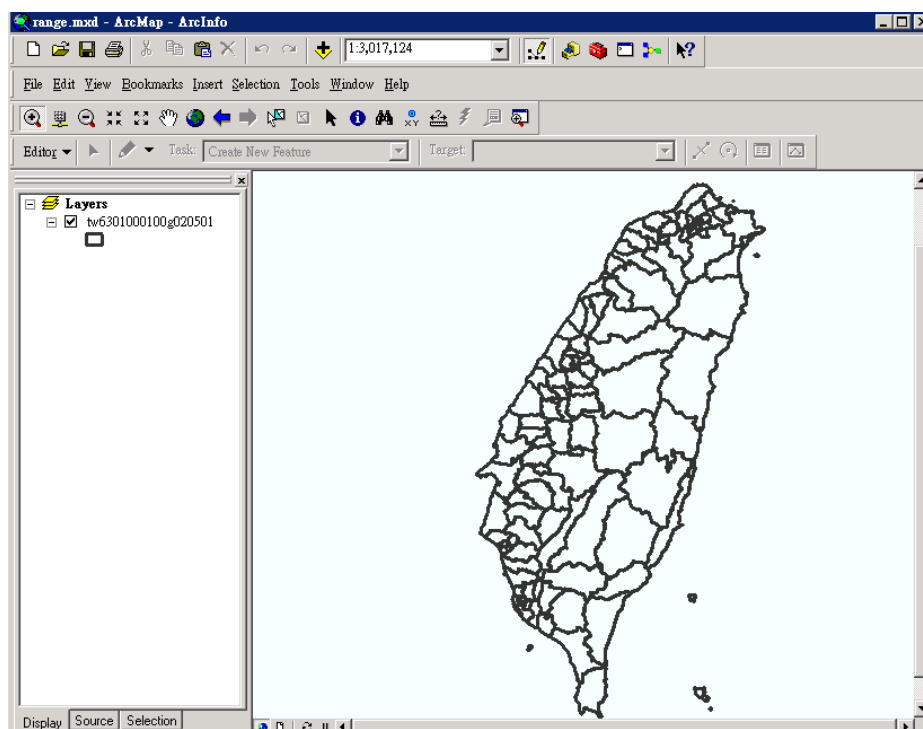 range.mxd - ArcMap - ArcInfo
1:3,017,124
File Edit View Bookmarks Insert Selection Tools Window Help
XY
Editor Task: Create New Feature Target:
Layers
tw6301000100g020501
Display Source Selection